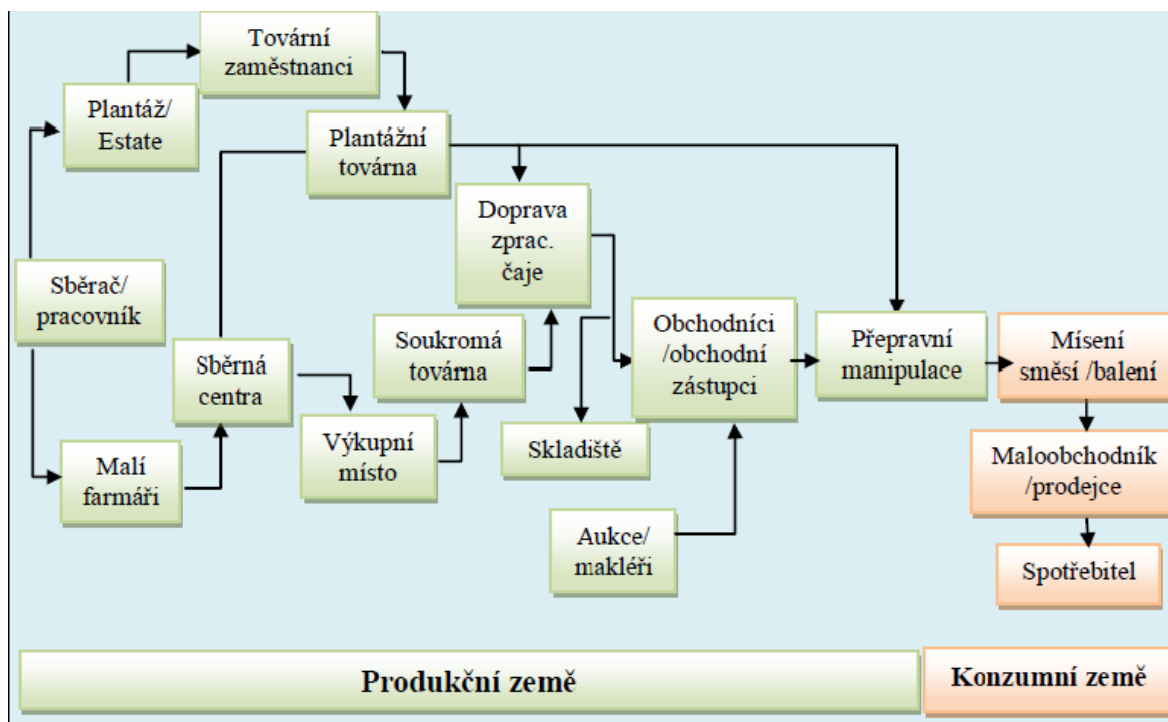 Tovární
zaměstnanci
Plantáž/
Estate
Plantážní
továrna
Doprava
zprac.
čaje
Sběrač/
pracovník
Soukromá
továrna
Obchodníci
/obchodní
zástupci
Přepravní
manipulace
Mísení
směsí /balení
Sběrná
centra
Výkupní
místo
Skladiště
Malí
farmáři
Maloobchodník
/prodejce
Aukce/
makléři
Spotřebitel
Produkční země
Konzumní země